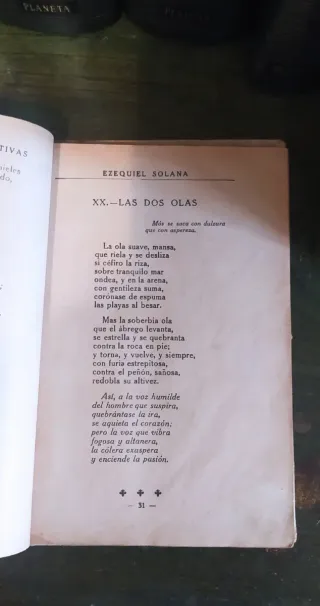 PLANETA
TIVAS
nieles
do,
EZEQUIEL SOLANA
XX.—LAS DOS OLAS
Más se saca con dulzura
que con aspereza.
La ola suave, mansa,
que riela y se desliza
si céfiro la riza,
sobre tranquilo mar
ondea, y en la arena,
con gentileza suma,
corónase de espuma
las playas al besar.
Mas la soberbia ola
que el ábrego levanta,
se estrella y se quebranta
contra la roca en pie;
y torna, y vuelve, y siempre,
con furia estrepitosa,
contra el peñón, sañosa,
redobla su altivez.
Así, a la voz humilde
del hombre que suspira,
quebrántase la ira,
se aquieta el corazón;
pero la voz que vibra
fogosa y altanera,
la cólera exaspera
y enciende la pasión.
— 31 —